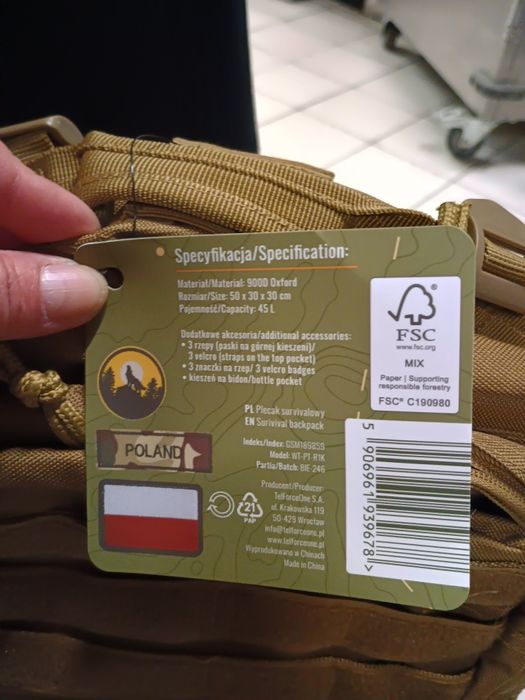 Specyfikacja/Specification:
Materiał/Material: 900D Oxford
Rozmiar/Size: 50 x 30 x 30 cm
Pojemność/Capacity: 45 L
Dodatkowe akcesoria/additional accessories:
• 3 rzepy (paski na górnej kieszeni)/
3 velcro (straps on the top pocket)
• 3 znaczki na rzep/ 3 velcro badges
• kieszeń na bidon/bottle pocket
POLAND
PL Plecak survivalowy
EN Surivival backpack
Indeks/Index: GSM189859
Model: WT-PT-R1K
Partia/Batch: BIE-246
Producent/Producer:
TelForceOne S.A.
ul. Krakowska 119
50-428 Wrocław
info@telforceone.pl
www.telforceone.pl
Wyprodukowano w Chinach
Made in China
21
PAP
FSC
www.fsc.org
MIX
Paper | Supporting
responsible forestry
FSC® C190980
5 906961 939678 >